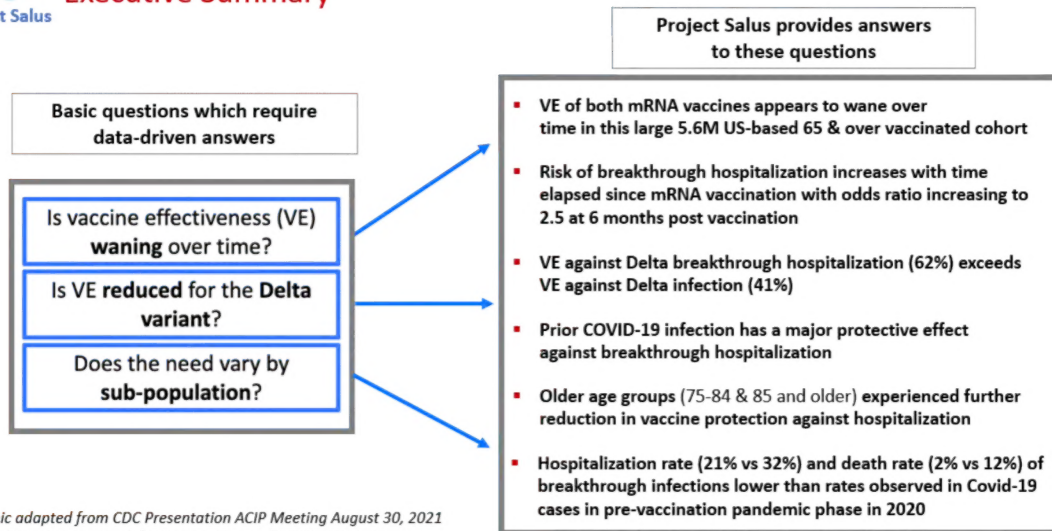 t Salus
Executive Summary
Project Salus provides answers
to these questions
Basic questions which require
data-driven answers
Is vaccine effectiveness (VE)
waning over time?
Is VE reduced for the Delta
variant?
Does the need vary by
sub-population?
▪ VE of both mRNA vaccines appears to wane over
time in this large 5.6M US-based 65 & over vaccinated cohort
▪ Risk of breakthrough hospitalization increases with time
elapsed since mRNA vaccination with odds ratio increasing to
2.5 at 6 months post vaccination
▪ VE against Delta breakthrough hospitalization (62%) exceeds
VE against Delta infection (41%)
▪ Prior COVID-19 infection has a major protective effect
against breakthrough hospitalization
▪ Older age groups (75-84 & 85 and older) experienced further
reduction in vaccine protection against hospitalization
▪ Hospitalization rate (21% vs 32%) and death rate (2% vs 12%) of
breakthrough infections lower than rates observed in Covid-19
cases in pre-vaccination pandemic phase in 2020
ic adapted from CDC Presentation ACIP Meeting August 30, 2021